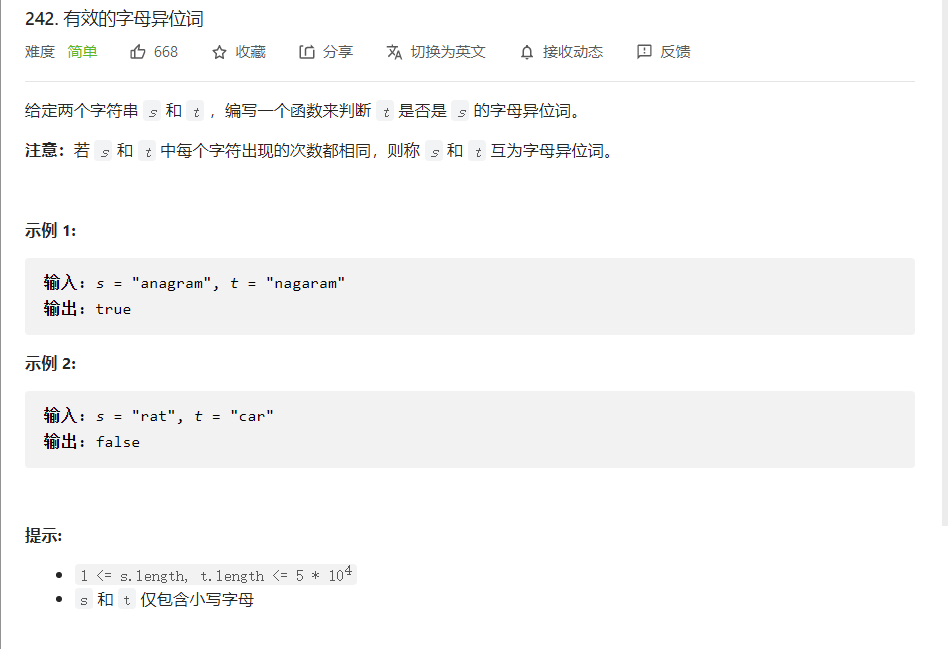 242. 有效的字母异位词
难度 简单 668 收藏 分享 切换为英文 接收动态 反馈
给定两个字符串 s 和 t ，编写一个函数来判断 t 是否是 s 的字母异位词。
注意：若 s 和 t 中每个字符出现的次数都相同，则称 s 和 t 互为字母异位词。
示例 1:
输入: s = "anagram", t = "nagaram"
输出: true
示例 2:
输入: s = "rat", t = "car"
输出: false
提示:
1 <= s.length, t.length <= 5 * 10⁴
s 和 t 仅包含小写字母